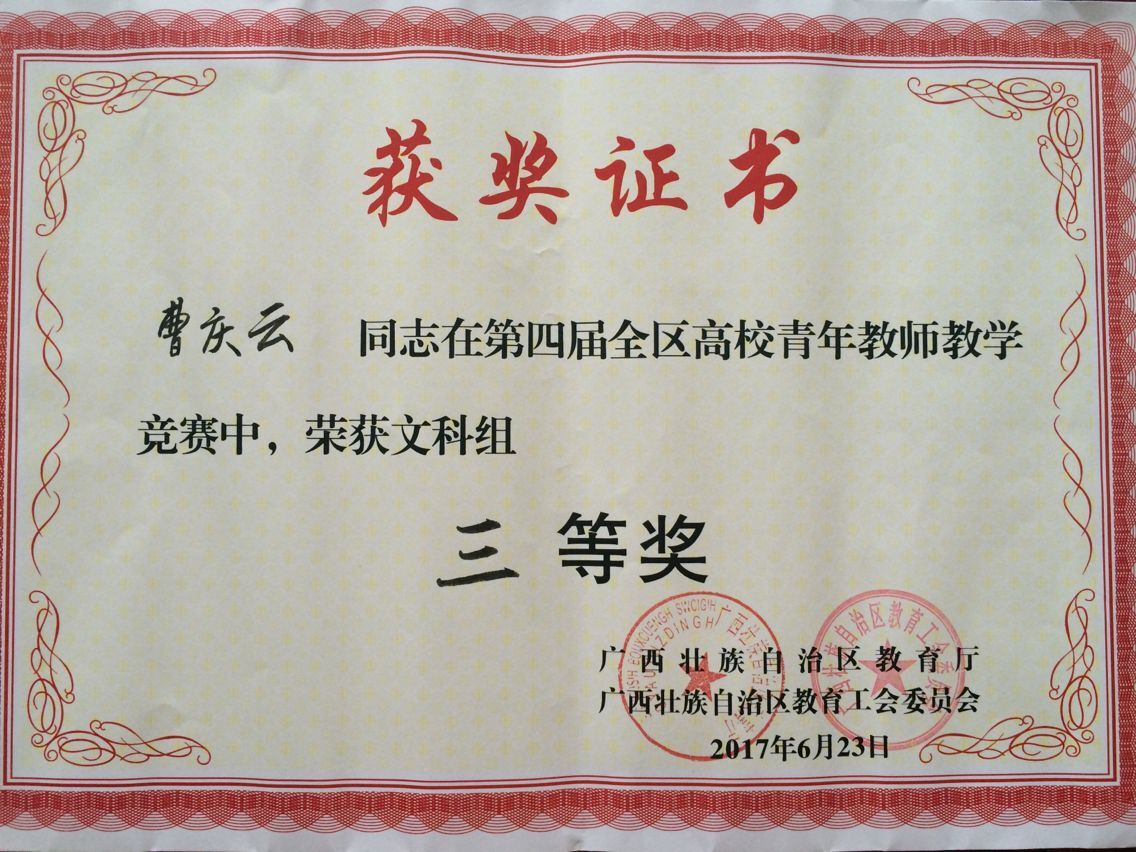 获奖证书
曹庆云 同志在第四届全区高校青年教师教学
竞赛中，荣获文科组
三等奖
广西壮族自治区教育厅
广西壮族自治区教育工会委员会
2017年6月23日